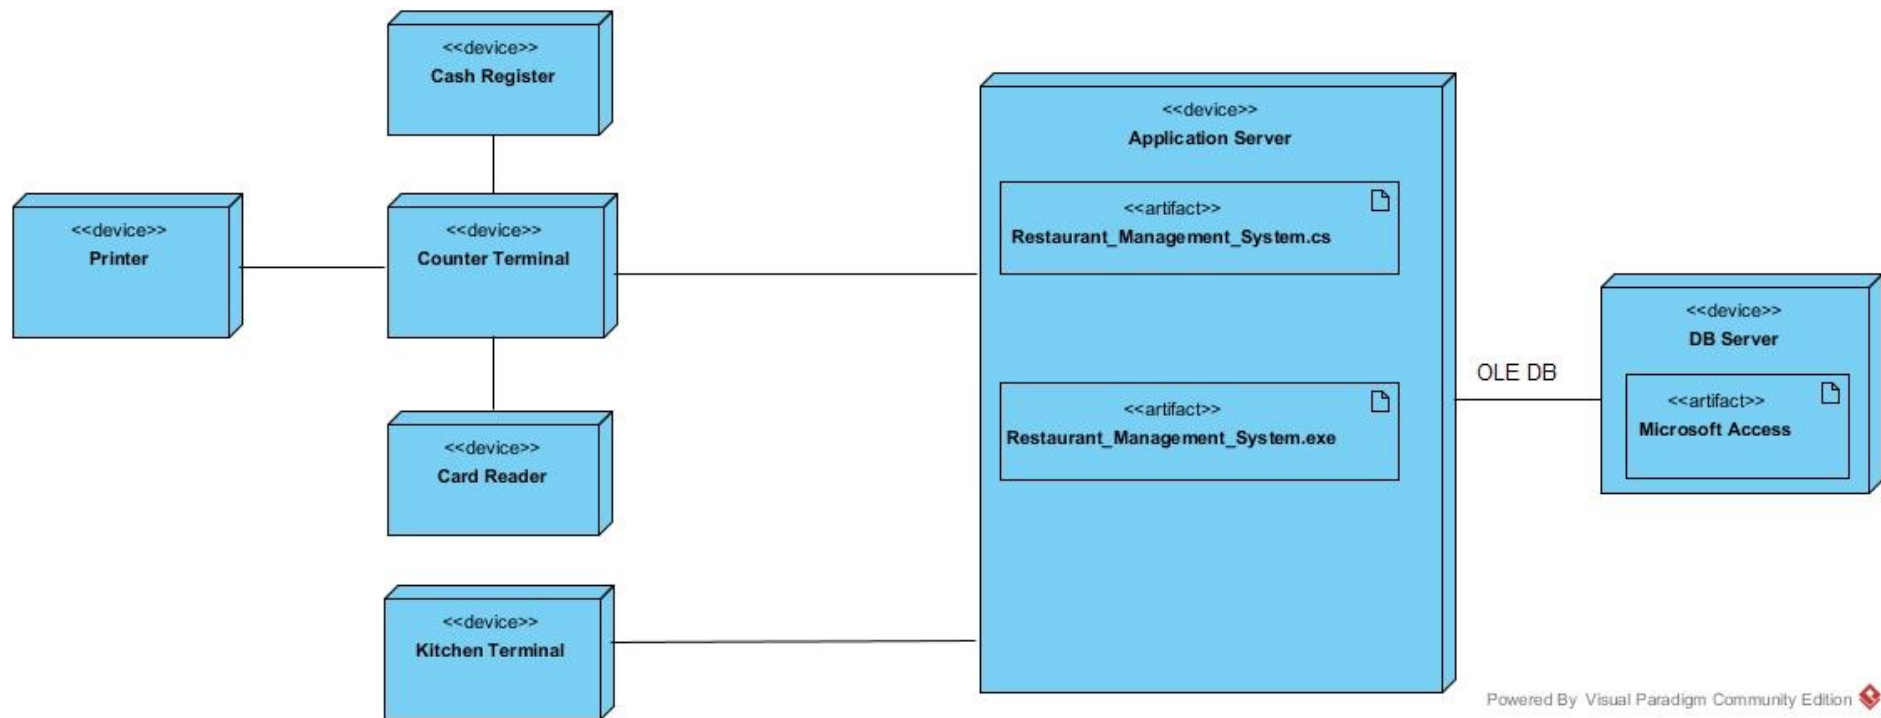 <<device>>
Cash Register
<<device>>
Printer
<<device>>
Counter Terminal
<<device>>
Card Reader
<<device>>
Kitchen Terminal
<<device>>
Application Server
<<artifact>>
Restaurant_Management_System.cs
<<artifact>>
Restaurant_Management_System.exe
OLE DB
<<device>>
DB Server
<<artifact>>
Microsoft Access
Powered By Visual Paradigm Community Edition